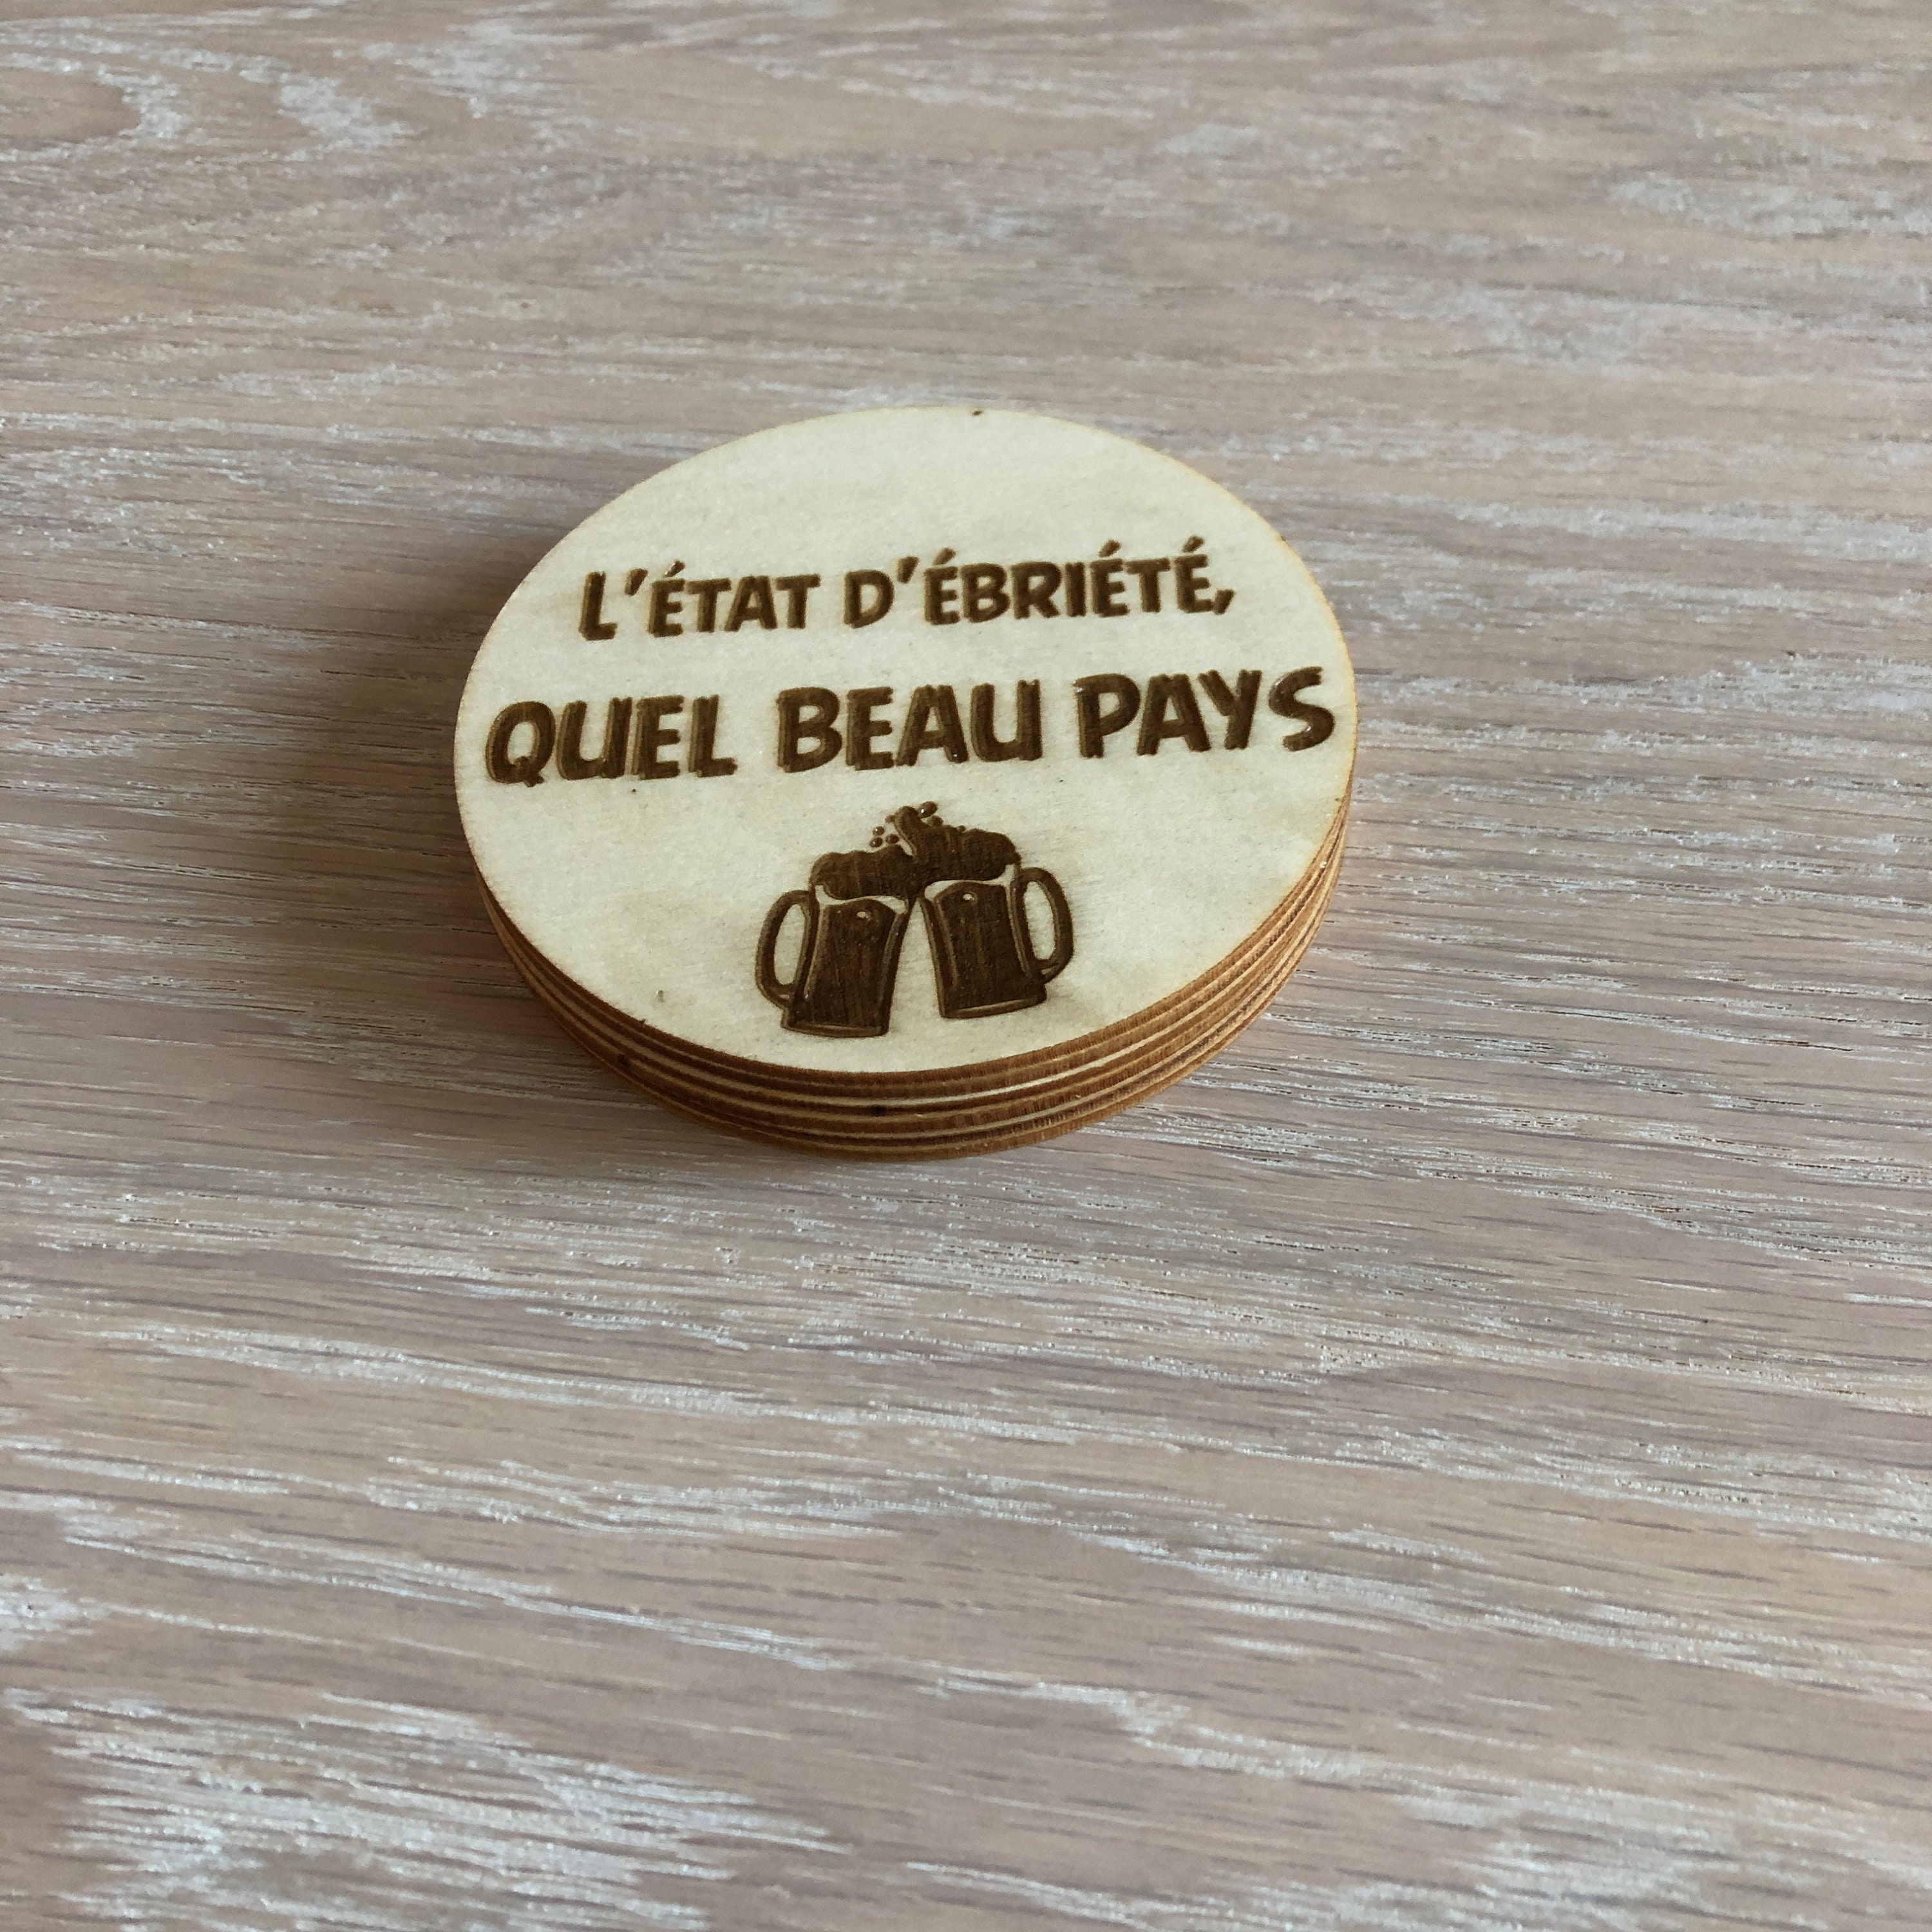 L'ÉTAT D'ÉBRIÉTÉ,
QUEL BEAU PAYS